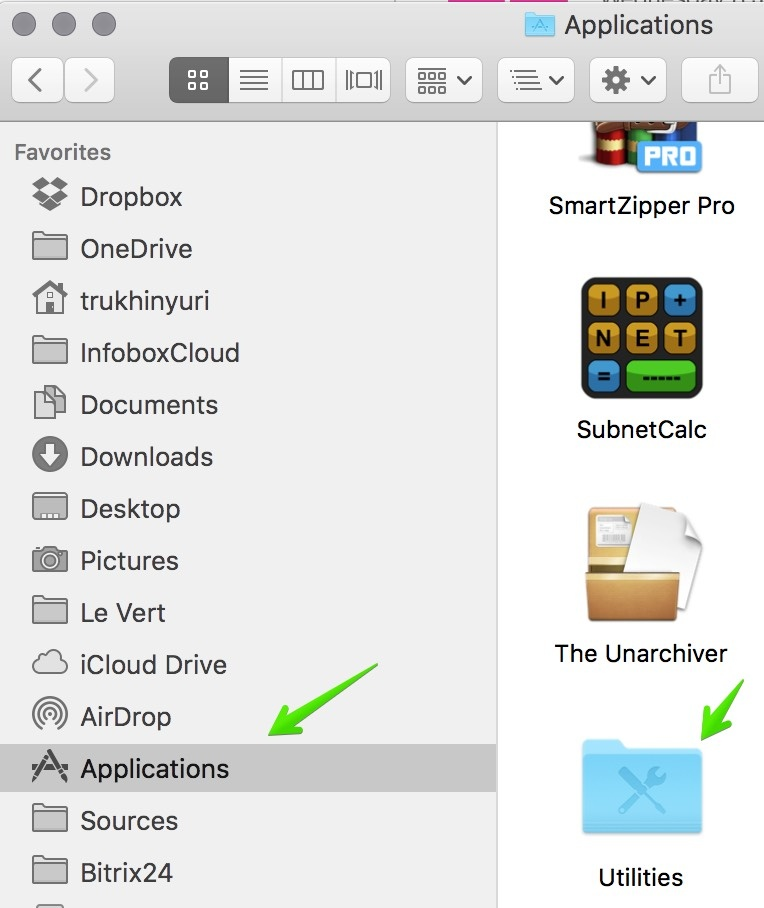 Applications
Favorites
Dropbox
OneDrive
trukhinyuri
InfoboxCloud
Documents
Downloads
Desktop
Pictures
Le Vert
iCloud Drive
AirDrop
Applications
Sources
Bitrix24
PRO
SmartZipper Pro
I P +
N E T
= -----
SubnetCalc
The Unarchiver
Utilities